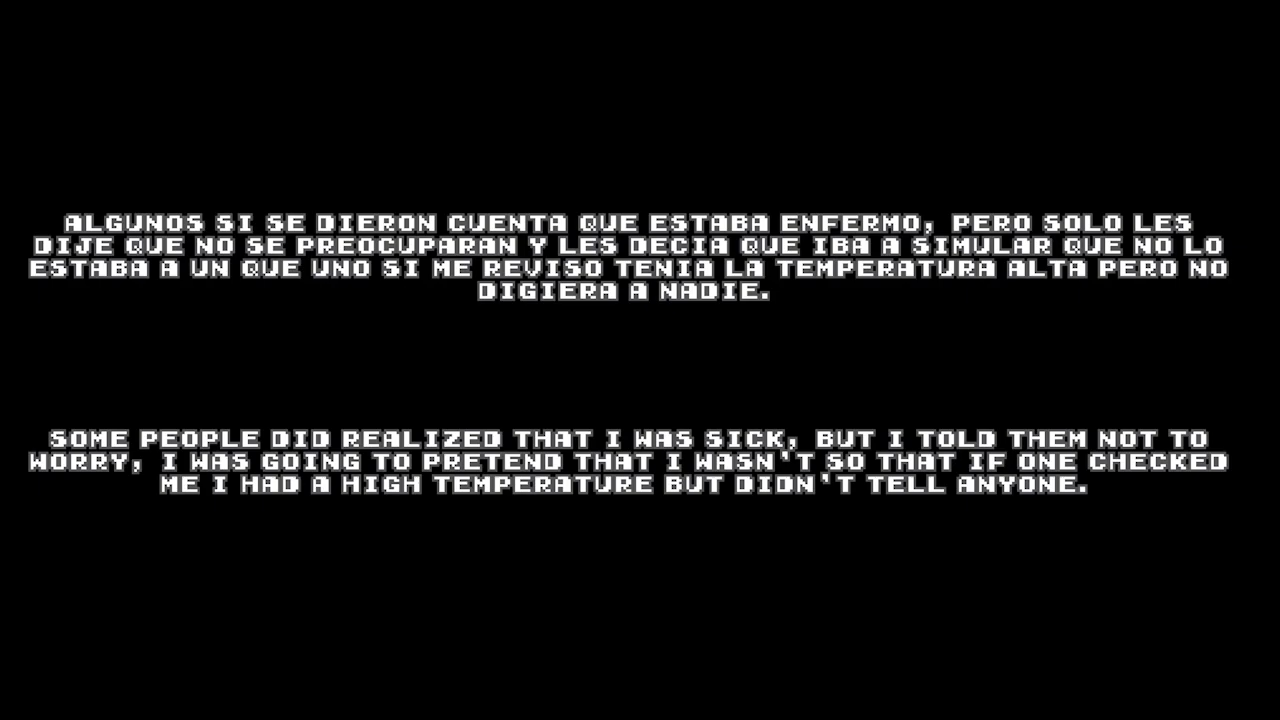 ALGUNOS SI SE DIERON CUENTA QUE ESTABA ENFERMO, PERO SOLO LES
DIJE QUE NO SE PREOCUPARAN Y LES DECIA QUE IBA A SIMULAR QUE NO LO
ESTABA A UN QUE UNO SI ME REVISO TENIA LA TEMPERATURA ALTA PERO NO
DIGIERA A NADIE.
SOME PEOPLE DID REALIZED THAT I WAS SICK, BUT I TOLD THEM NOT TO
WORRY, I WAS GOING TO PRETEND THAT I WASN'T SO THAT IF ONE CHECKED
ME I HAD A HIGH TEMPERATURE BUT DIDN'T TELL ANYONE.